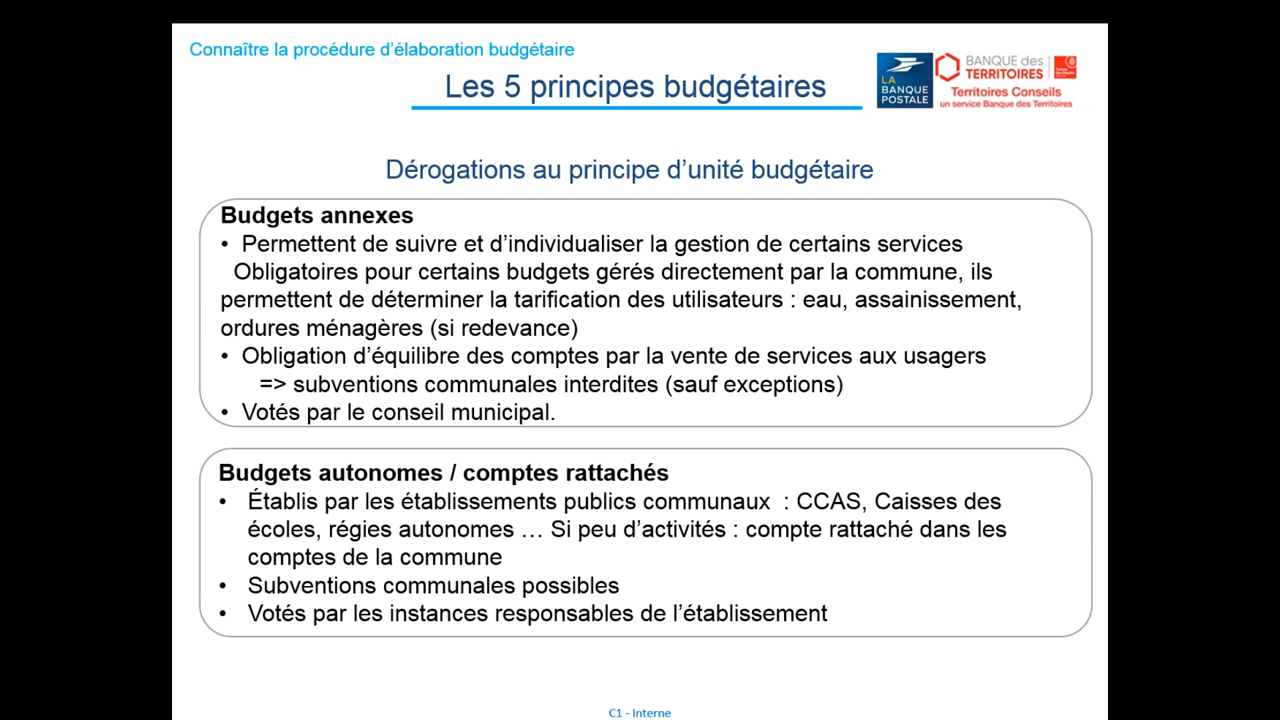 Connaître la procédure d'élaboration budgétaire
Les 5 principes budgétaires
LA
BANQUE
POSTALE
BANQUE des
TERRITOIRES
Territoires Conseils
un service Banque des Territoires
Dérogations au principe d'unité budgétaire
Budgets annexes
• Permettent de suivre et d'individualiser la gestion de certains services
Obligatoires pour certains budgets gérés directement par la commune, ils
permettent de déterminer la tarification des utilisateurs : eau, assainissement,
ordures ménagères (si redevance)
• Obligation d'équilibre des comptes par la vente de services aux usagers
=> subventions communales interdites (sauf exceptions)
• Votés par le conseil municipal.
Budgets autonomes / comptes rattachés
• Établis par les établissements publics communaux : CCAS, Caisses des
écoles, régies autonomes … Si peu d'activités : compte rattaché dans les
comptes de la commune
• Subventions communales possibles
• Votés par les instances responsables de l'établissement
C1 - Interne